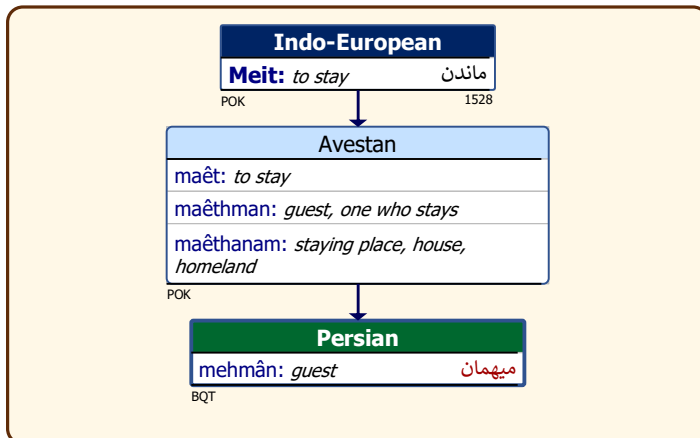 Indo-European
Meit: to stay ماندن
POK 1528
Avestan
maêt: to stay
maêthman: guest, one who stays
maêthanam: staying place, house,
homeland
POK
Persian
mehmân: guest میهمان
BQT